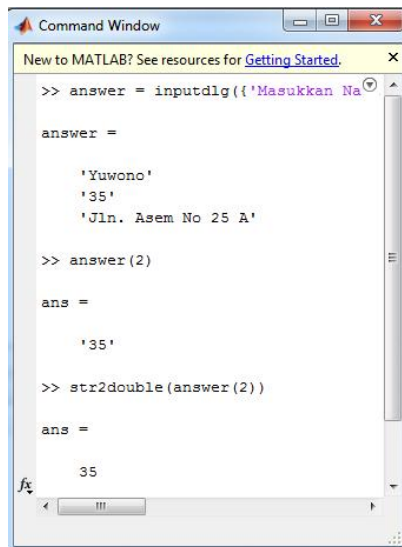 Command Window
New to MATLAB? See resources for Getting Started.
>> answer = inputdlg({'Masukkan Na
answer =
'Yuwono'
'35'
'Jln. Asem No 25 A'
>> answer(2)
ans =
'35'
>> str2double(answer(2))
ans =
35
fx